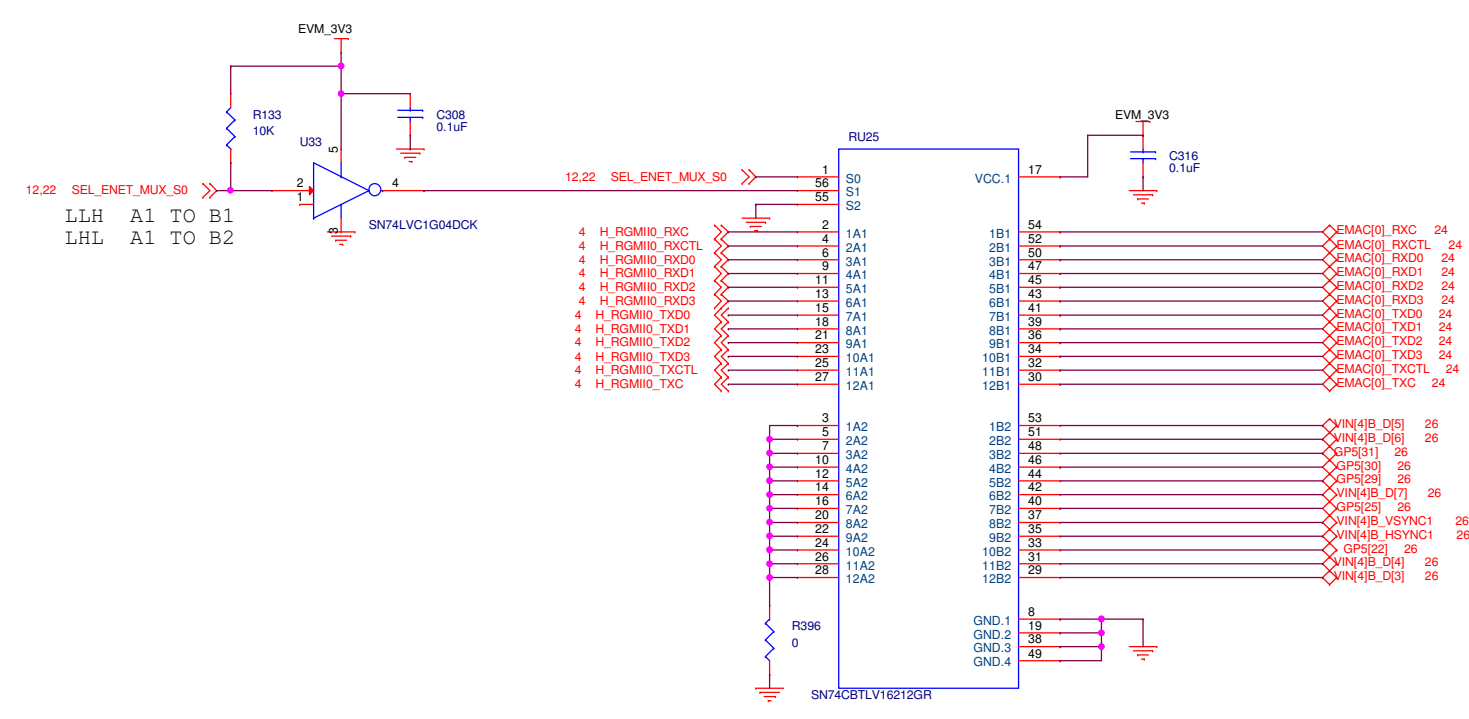 EVM_3V3
R133
10K
C308
0.1uF
U33
5
2
1
4
3
12,22 SEL_ENET_MUX_S0
SN74LVC1G04DCK
LLH A1 TO B1
LHL A1 TO B2
EVM_3V3
C316
0.1uF
RU25
12,22 SEL_ENET_MUX_S0 1 S0
56 S1
55 S2
VCC.1 17
4 H_RGMII0_RXC 2 1A1 1B1 54 EMAC[0]_RXC 24
4 H_RGMII0_RXCTL 4 2A1 2B1 52 EMAC[0]_RXCTL 24
4 H_RGMII0_RXD0 6 3A1 3B1 50 EMAC[0]_RXD0 24
4 H_RGMII0_RXD1 9 4A1 4B1 47 EMAC[0]_RXD1 24
4 H_RGMII0_RXD2 11 5A1 5B1 45 EMAC[0]_RXD2 24
4 H_RGMII0_RXD3 13 6A1 6B1 43 EMAC[0]_RXD3 24
4 H_RGMII0_TXD0 15 7A1 7B1 41 EMAC[0]_TXD0 24
4 H_RGMII0_TXD1 18 8A1 8B1 39 EMAC[0]_TXD1 24
4 H_RGMII0_TXD2 21 9A1 9B1 36 EMAC[0]_TXD2 24
4 H_RGMII0_TXD3 23 10A1 10B1 34 EMAC[0]_TXD3 24
4 H_RGMII0_TXCTL 25 11A1 11B1 32 EMAC[0]_TXCTL 24
4 H_RGMII0_TXC 27 12A1 12B1 30 EMAC[0]_TXC 24
3 1A2 1B2 53 VIN[4]B_D[5] 26
5 2A2 2B2 51 VIN[4]B_D[6] 26
7 3A2 3B2 48 GP5[31] 26
10 4A2 4B2 46 GP5[30] 26
12 5A2 5B2 44 GP5[29] 26
14 6A2 6B2 42 VIN[4]B_D[7] 26
16 7A2 7B2 40 GP5[25] 26
20 8A2 8B2 37 VIN[4]B_VSYNC1 26
22 9A2 9B2 35 VIN[4]B_HSYNC1 26
24 10A2 10B2 33 GP5[22] 26
26 11A2 11B2 31 VIN[4]B_D[4] 26
28 12A2 12B2 29 VIN[4]B_D[3] 26
R396
0
GND.1 8
GND.2 19
GND.3 38
GND.4 49
SN74CBTLV16212GR